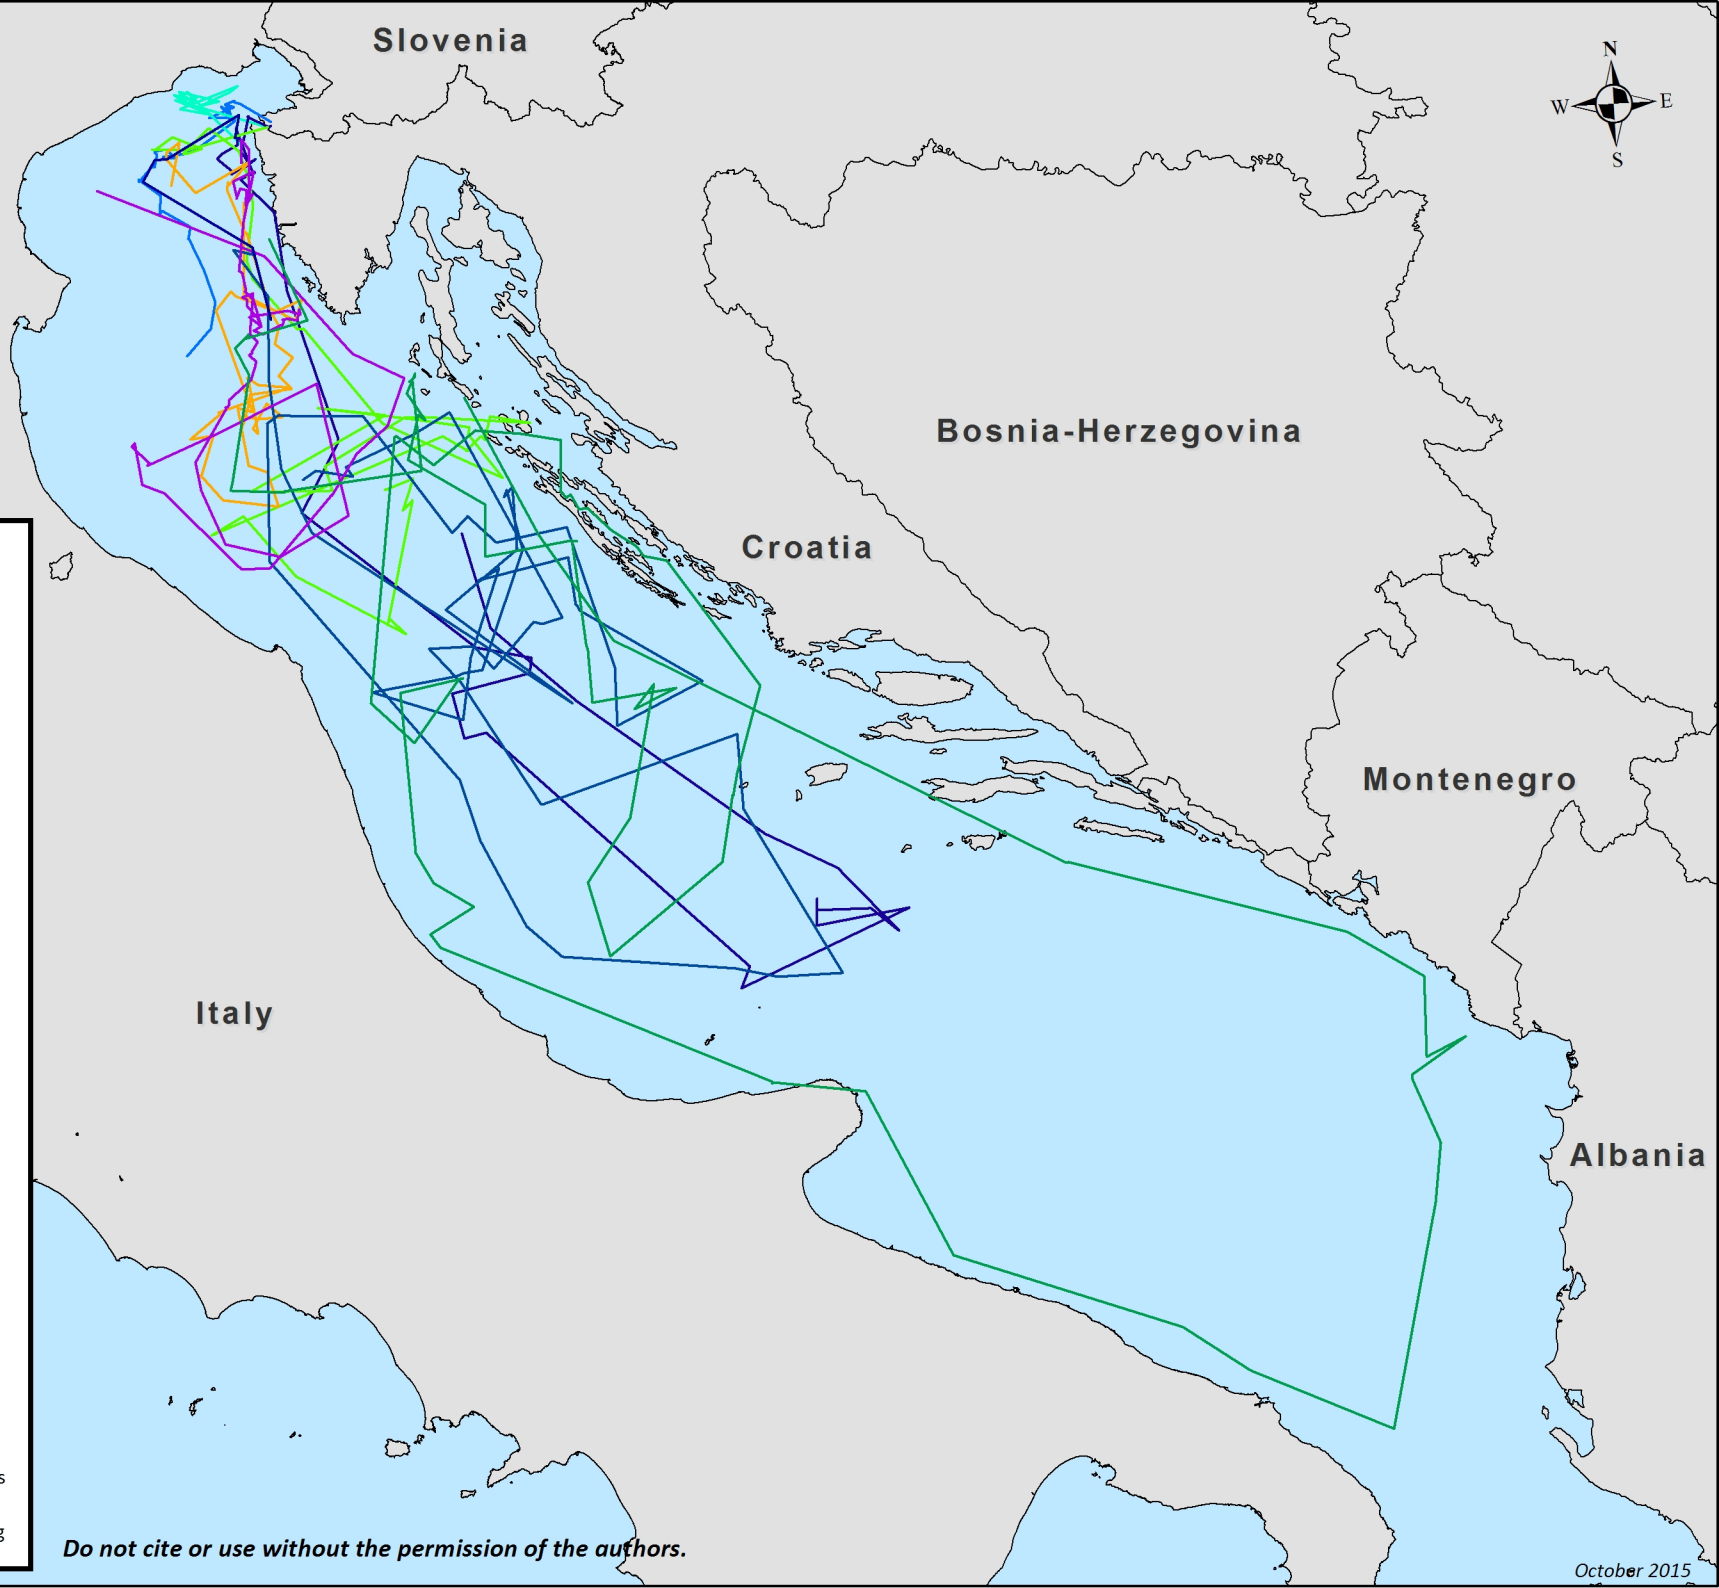 Slovenia
N
W
E
S
Bosnia-Herzegovina
Croatia
Montenegro
Italy
Albania
s
g
Do not cite or use without the permission of the authors.
October 2015